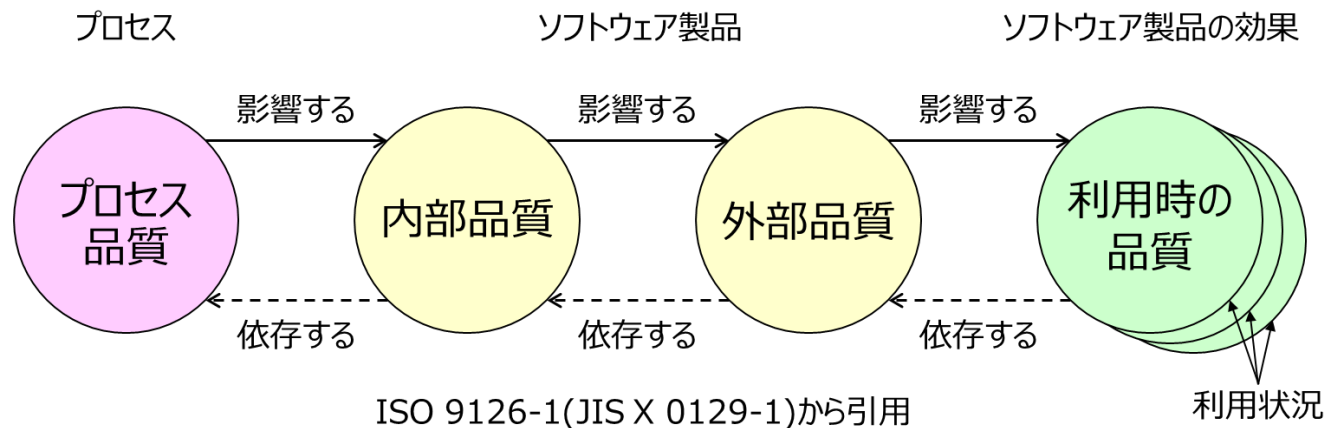 プロセス
ソフトウェア製品
ソフトウェア製品の効果
影響する
影響する
影響する
プロセス
品質
内部品質
外部品質
利用時の
品質
依存する
依存する
依存する
利用状況
ISO 9126-1(JIS X 0129-1)から引用